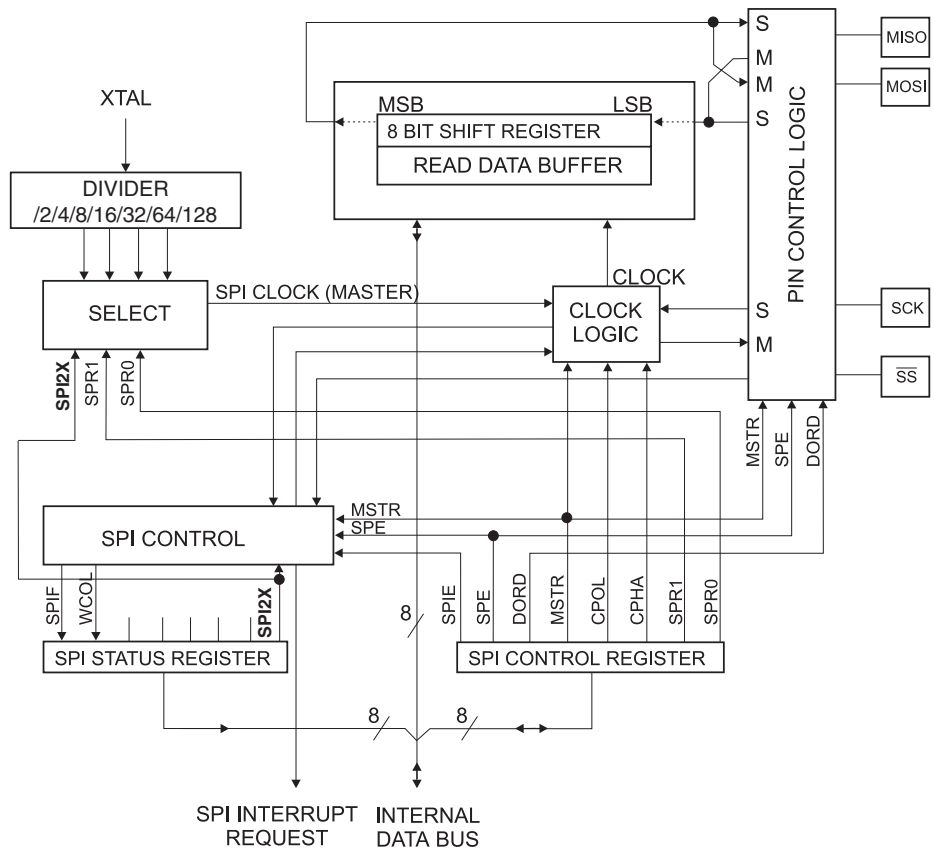 S
MISO
M
M
MOSI
MSB
LSB
S
XTAL
8 BIT SHIFT REGISTER
READ DATA BUFFER
DIVIDER
/2/4/8/16/32/64/128
PIN CONTROL LOGIC
SPI CLOCK (MASTER)
CLOCK
SELECT
CLOCK
LOGIC
S
SCK
M
SS
SPI2X
SPR1
SPR0
MSTR
SPE
DORD
MSTR
SPE
SPI CONTROL
SPIF
WCOL
SPI2X
8
SPIE
SPE
DORD
MSTR
CPOL
CPHA
SPR1
SPR0
SPI STATUS REGISTER
SPI CONTROL REGISTER
8
8
SPI INTERRUPT
REQUEST
INTERNAL
DATA BUS